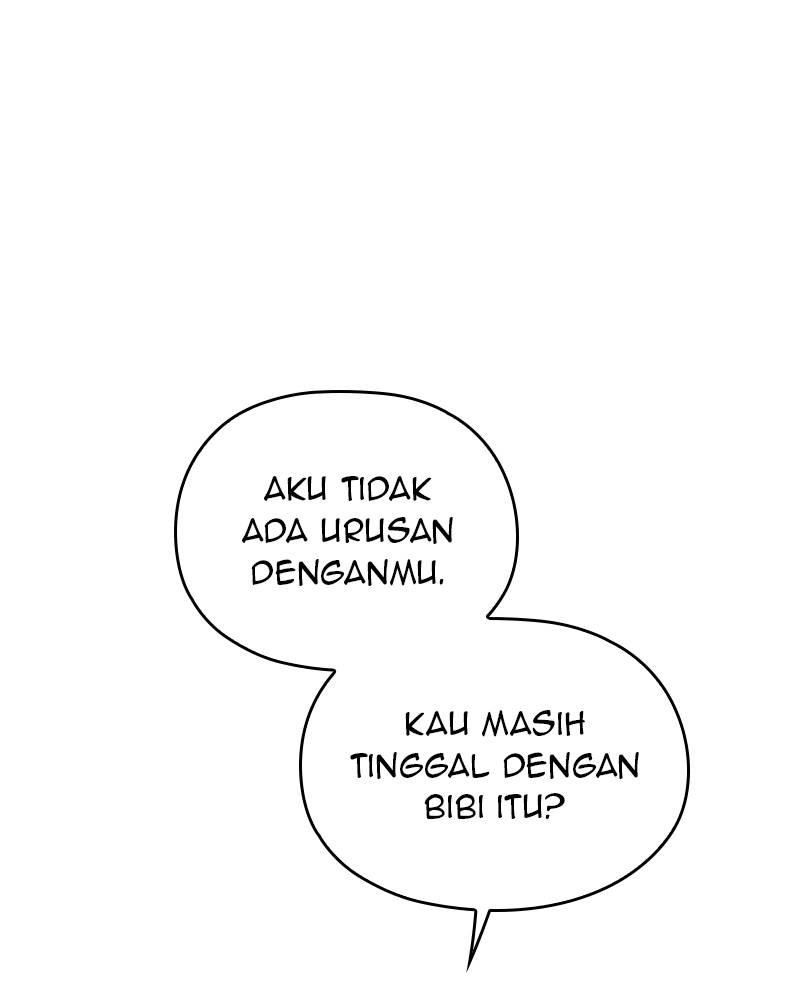 AKU TIDAK
ADA URUSAN
DENGANMU.
KAU MASIH
TINGGAL DENGAN
BIBI ITU?